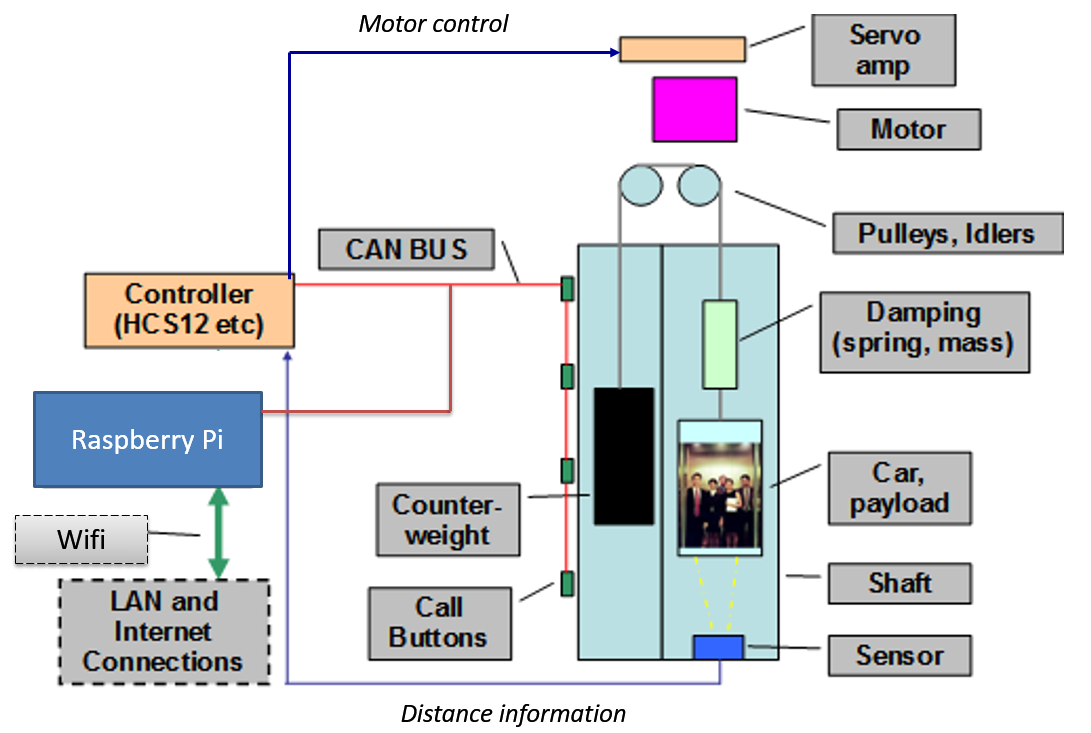 Motor control
Servo
amp
Motor
Pulleys, Idlers
CAN BUS
Controller
(HCS12 etc)
Damping
(spring, mass)
Raspberry Pi
Car,
payload
Counter-
weight
Wifi
Shaft
LAN and
Internet
Connections
Call
Buttons
Sensor
Distance information